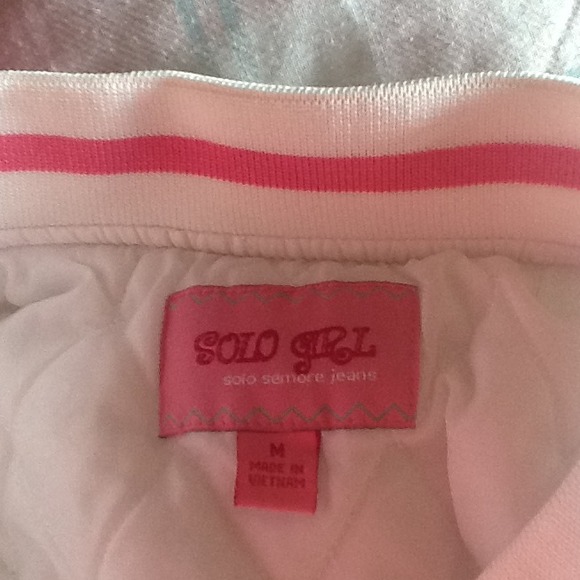 SOLO GIRL
solo semore jeans
M
MADE IN
VIETNAM